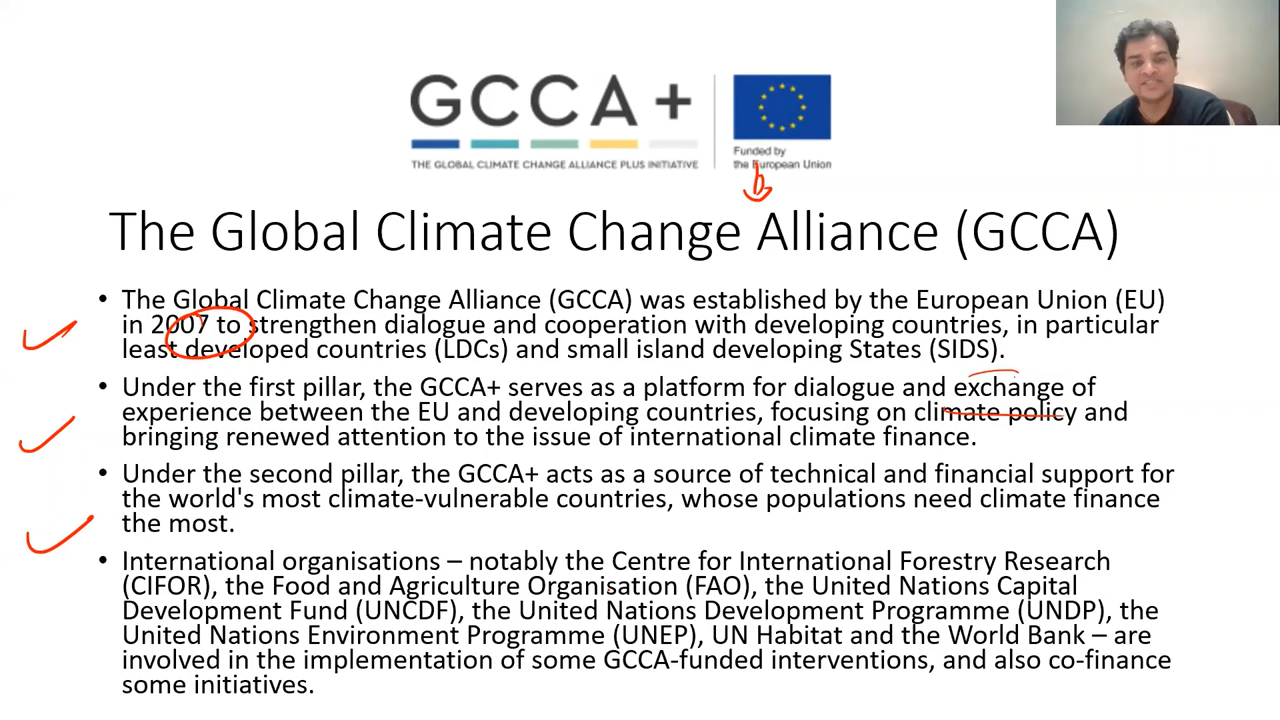 GCCA+
THE GLOBAL CLIMATE CHANGE ALLIANCE PLUS INITIATIVE
Funded by
the European Union
The Global Climate Change Alliance (GCCA)
• The Global Climate Change Alliance (GCCA) was established by the European Union (EU)
in 2007 to strengthen dialogue and cooperation with developing countries, in particular
least developed countries (LDCs) and small island developing States (SIDS).
• Under the first pillar, the GCCA+ serves as a platform for dialogue and exchange of
experience between the EU and developing countries, focusing on climate policy and
bringing renewed attention to the issue of international climate finance.
• Under the second pillar, the GCCA+ acts as a source of technical and financial support for
the world's most climate-vulnerable countries, whose populations need climate finance
the most.
• International organisations – notably the Centre for International Forestry Research
(CIFOR), the Food and Agriculture Organisation (FAO), the United Nations Capital
Development Fund (UNCDF), the United Nations Development Programme (UNDP), the
United Nations Environment Programme (UNEP), UN Habitat and the World Bank – are
involved in the implementation of some GCCA-funded interventions, and also co-finance
some initiatives.